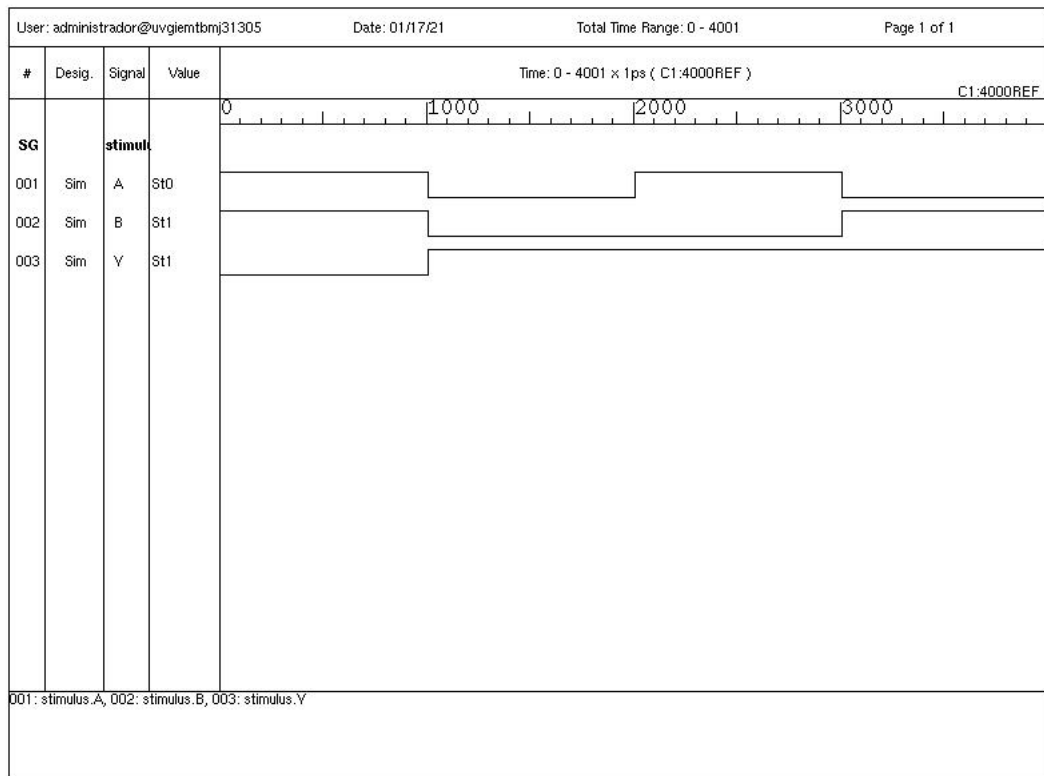 User: administrador@uvgiemtbmj31305 Date: 01/17/21 Total Time Range: 0 - 4001 Page 1 of 1
# Desig. Signal Value Time: 0 - 4001 x 1ps ( C1:4000REF )
C1:4000REF
0 1000 2000 3000
SG stimulu
001 Sim A St0
002 Sim B St1
003 Sim Y St1
001: stimulus.A, 002: stimulus.B, 003: stimulus.Y